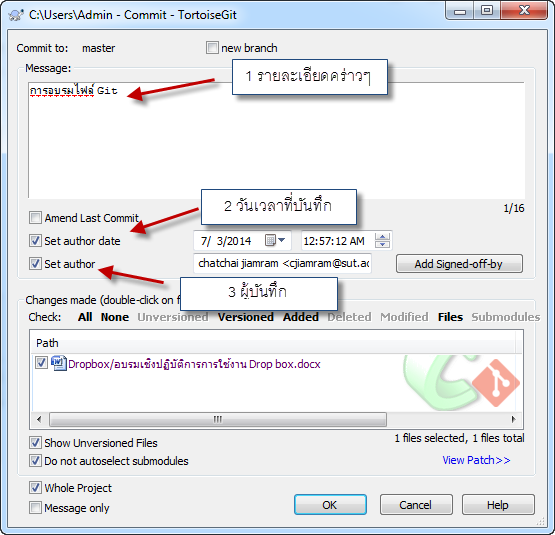 C:\Users\Admin - Commit - TortoiseGit
Commit to: master new branch
Message:
1 รายละเอียดคร่าวๆ
การอบรมไฟล์ Git
1/16
Amend Last Commit
2 วันเวลาที่บันทึก
Set author date 7/ 3/2014 12:57:12 AM
Set author chatchai jiamram <cjiamram@sut.ac Add Signed-off-by
3 ผู้บันทึก
Changes made (double-click on f
Check: All None Unversioned Versioned Added Deleted Modified Files Submodules
Path
Dropbox/อบรมเชิงปฏิบัติการการใช้งาน Drop box.docx
Show Unversioned Files 1 files selected, 1 files total
Do not autoselect submodules View Patch>>
Whole Project
Message only
OK Cancel Help